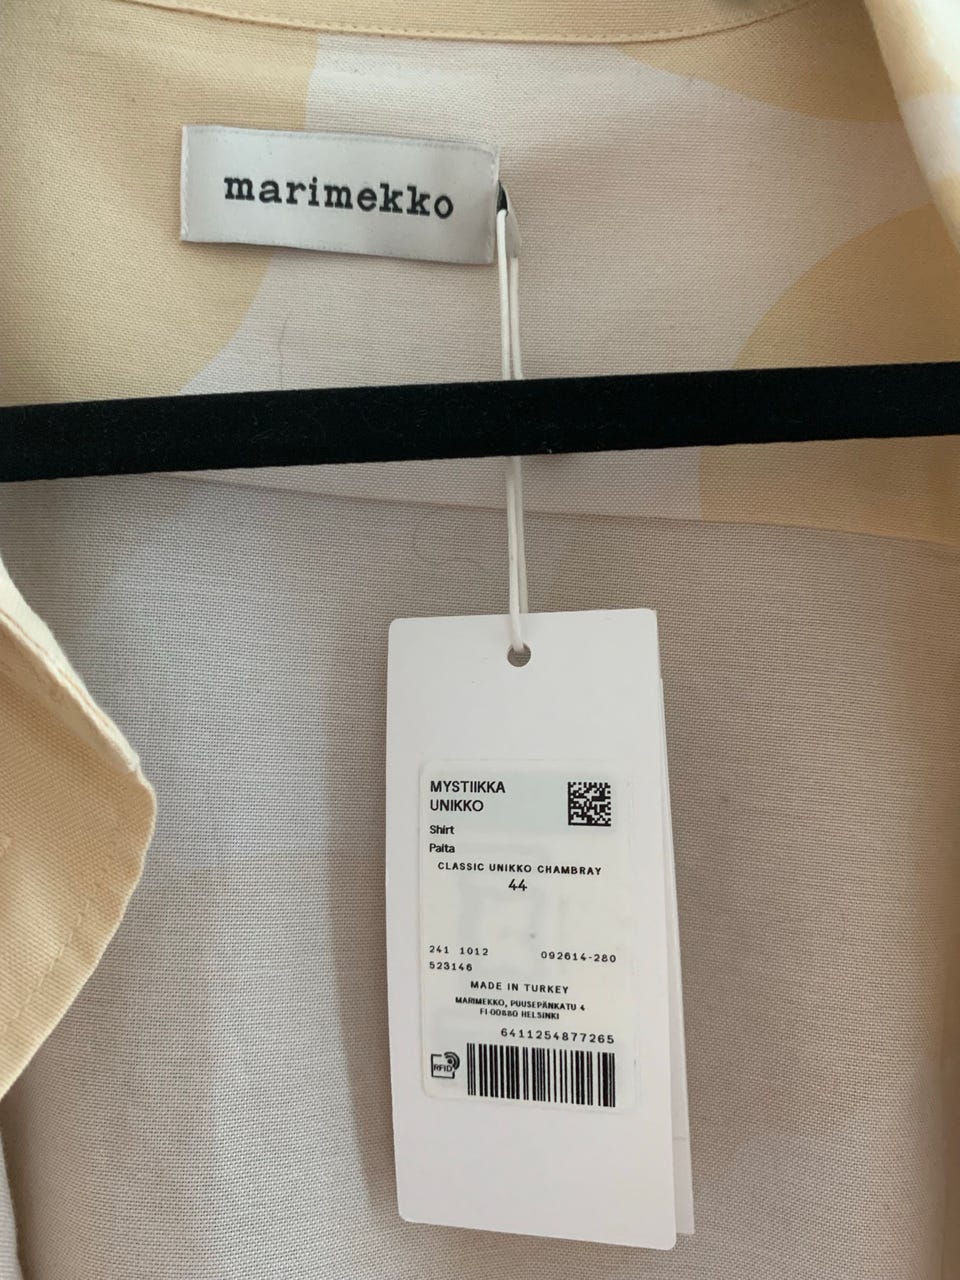 marimekko
MYSTIIKKA
UNIKKO
Shirt
Paita
CLASSIC UNIKKO CHAMBRAY
44
241 1012 092614-280
523146
MADE IN TURKEY
MARIMEKKO, PUUSEPÄNKATU 4
FI-00880 HELSINKI
6411254877265
RFID